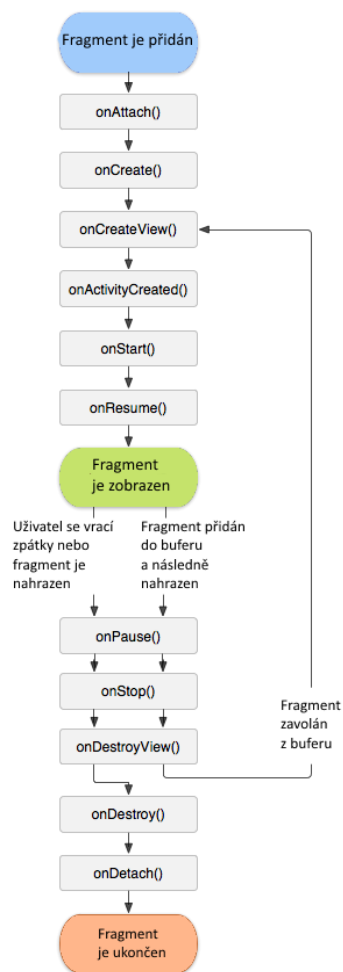 Fragment je přidán
onAttach()
onCreate()
onCreateView()
onActivityCreated()
onStart()
onResume()
Fragment
je zobrazen
Uživatel se vrací
zpátky nebo
fragment je
nahrazen
Fragment přidán
do buferu
a následně
nahrazen
onPause()
onStop()
onDestroyView()
Fragment
zavolán
z buferu
onDestroy()
onDetach()
Fragment
je ukončen